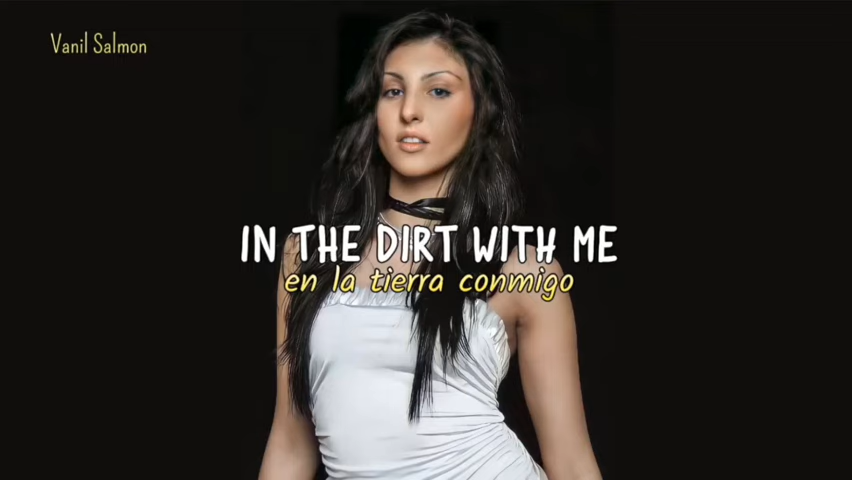 Vanil Salmon
IN THE DIRT WITH ME
en la tierra conmigo